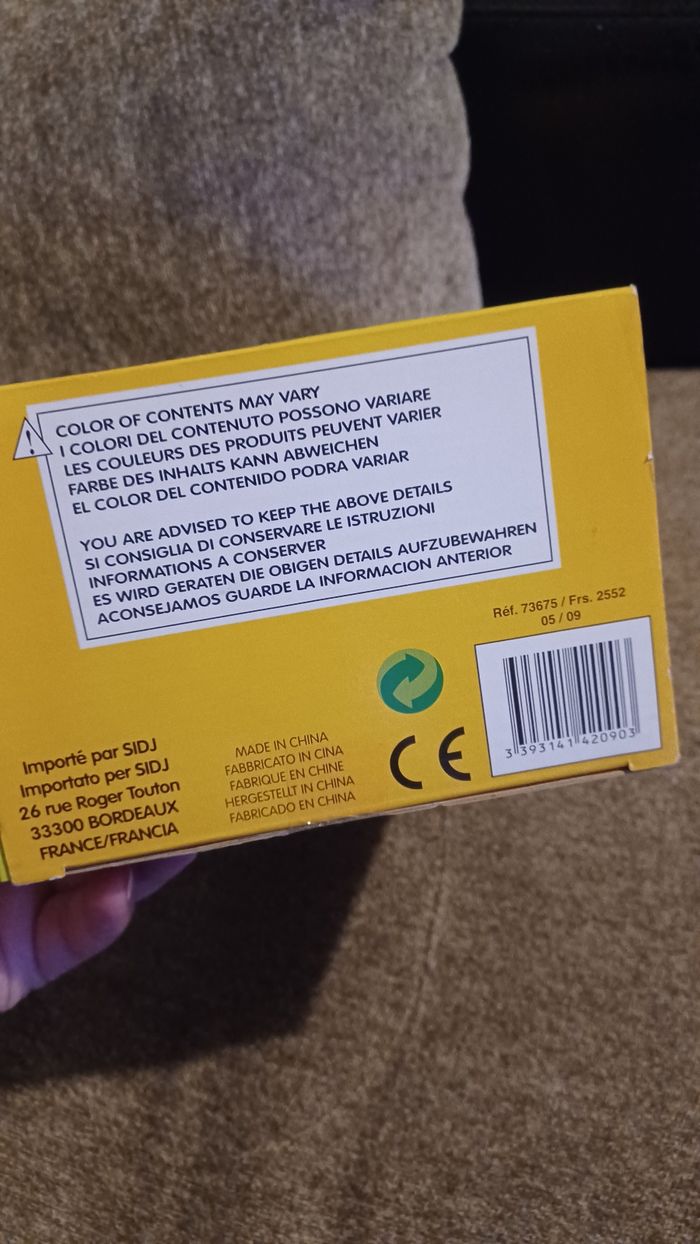 COLOR OF CONTENTS MAY VARY
I COLORI DEL CONTENUTO POSSONO VARIARE
LES COULEURS DES PRODUITS PEUVENT VARIER
FARBE DES INHALTS KANN ABWEICHEN
EL COLOR DEL CONTENIDO PODRA VARIAR
YOU ARE ADVISED TO KEEP THE ABOVE DETAILS
SI CONSIGLIA DI CONSERVARE LE ISTRUZIONI
INFORMATIONS A CONSERVER
ES WIRD GERATEN DIE OBIGEN DETAILS AUFZUBEWAHREN
ACONSEJAMOS GUARDE LA INFORMACION ANTERIOR
Réf. 73675 / Frs. 2552
05 / 09
3 393141 420903
Importé par SIDJ
Importato per SIDJ
26 rue Roger Touton
33300 BORDEAUX
FRANCE/FRANCIA
MADE IN CHINA
FABBRICATO IN CINA
FABRIQUE EN CHINE
HERGESTELLT IN CHINA
FABRICADO EN CHINA
CE